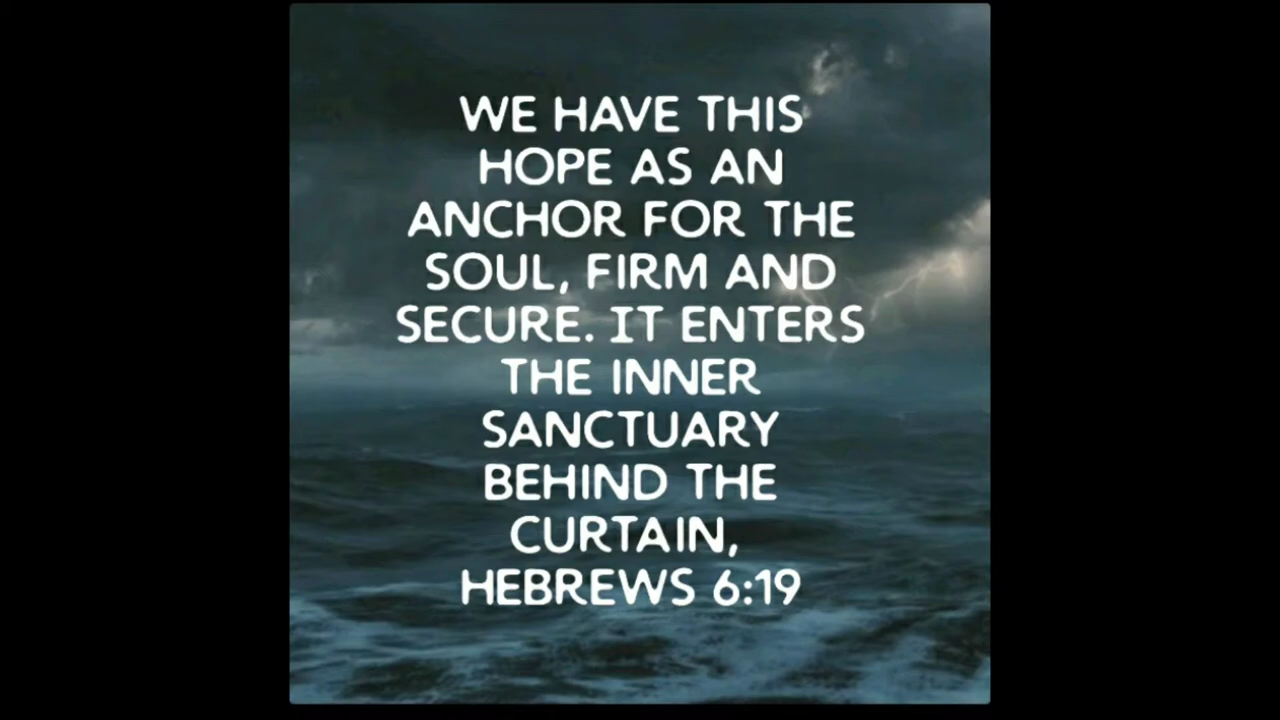 WE HAVE THIS
HOPE AS AN
ANCHOR FOR THE
SOUL, FIRM AND
SECURE. IT ENTERS
THE INNER
SANCTUARY
BEHIND THE
CURTAIN,
HEBREWS 6:19